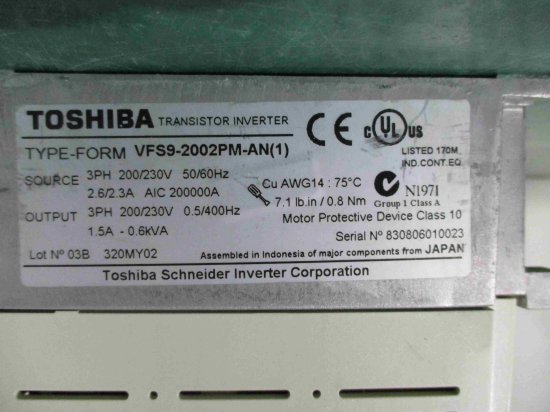 TOSHIBA TRANSISTOR INVERTER
CE c UL US
LISTED 170M
IND.CONT.EQ
TYPE-FORM VFS9-2002PM-AN(1)
SOURCE 3PH 200/230V 50/60Hz
2.6/2.3A AIC 200000A
OUTPUT 3PH 200/230V 0.5/400Hz
1.5A - 0.6kVA
Cu AWG14 : 75°C
7.1 lb.in / 0.8 Nm
N1971
Group 1 Class A
Motor Protective Device Class 10
Serial Nº 830806010023
Lot Nº 03B 320MY02
Assembled in Indonesia of major components from JAPAN
Toshiba Schneider Inverter Corporation